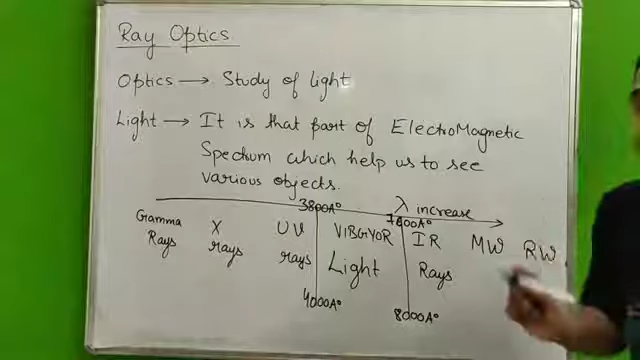 Ray Optics
Optics → Study of light
Light → It is that part of ElectroMagnetic
Spectrum which help us to see
various objects.
3800A° λ increase
7600A°
Gamma X UV VIBGYOR IR MW RW
Rays rays rays Light Rays
4000A° 8000A°